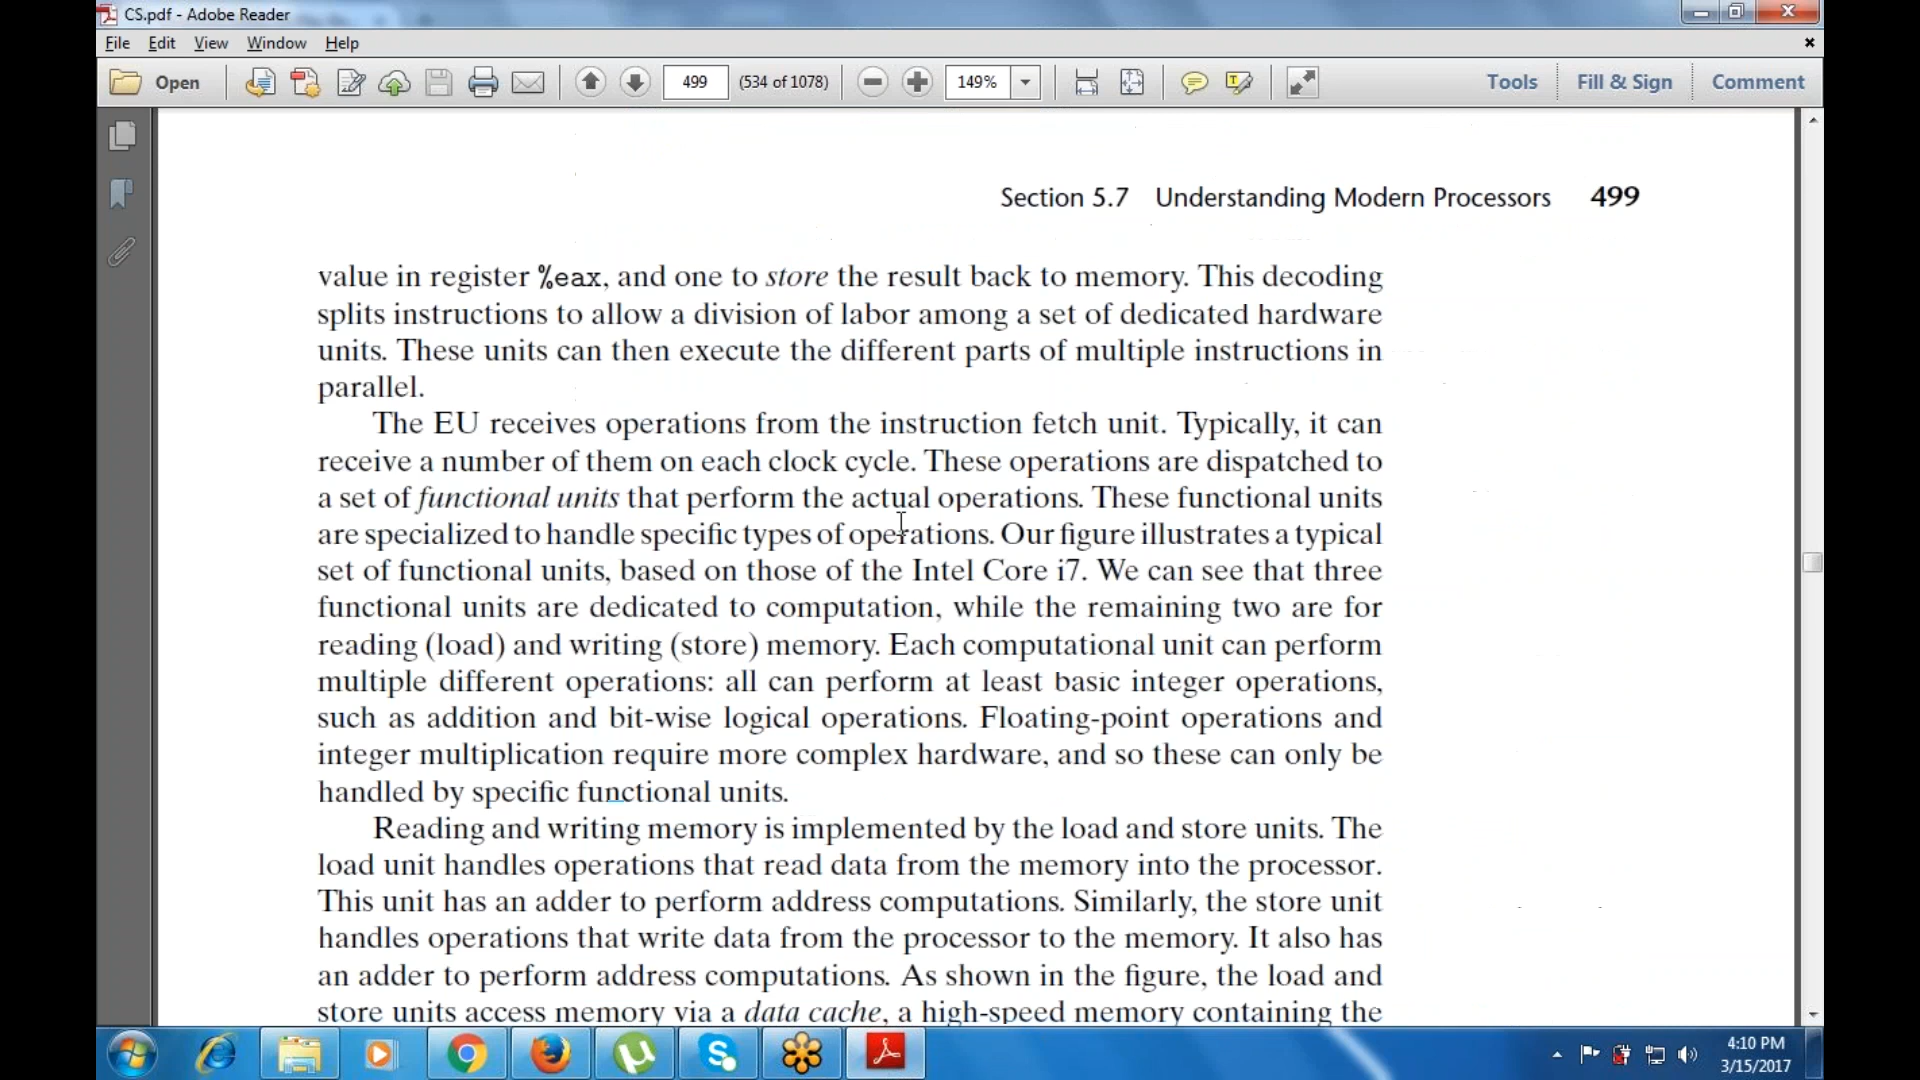 CS.pdf - Adobe Reader
File Edit View Window Help
Open 499 (534 of 1078) 149% Tools Fill & Sign Comment
Section 5.7 Understanding Modern Processors 499
value in register %eax, and one to store the result back to memory. This decoding
splits instructions to allow a division of labor among a set of dedicated hardware
units. These units can then execute the different parts of multiple instructions in
parallel.
The EU receives operations from the instruction fetch unit. Typically, it can
receive a number of them on each clock cycle. These operations are dispatched to
a set of functional units that perform the actual operations. These functional units
are specialized to handle specific types of operations. Our figure illustrates a typical
set of functional units, based on those of the Intel Core i7. We can see that three
functional units are dedicated to computation, while the remaining two are for
reading (load) and writing (store) memory. Each computational unit can perform
multiple different operations: all can perform at least basic integer operations,
such as addition and bit-wise logical operations. Floating-point operations and
integer multiplication require more complex hardware, and so these can only be
handled by specific functional units.
Reading and writing memory is implemented by the load and store units. The
load unit handles operations that read data from the memory into the processor.
This unit has an adder to perform address computations. Similarly, the store unit
handles operations that write data from the processor to the memory. It also has
an adder to perform address computations. As shown in the figure, the load and
store units access memory via a data cache, a high-speed memory containing the
4:10 PM
3/15/2017